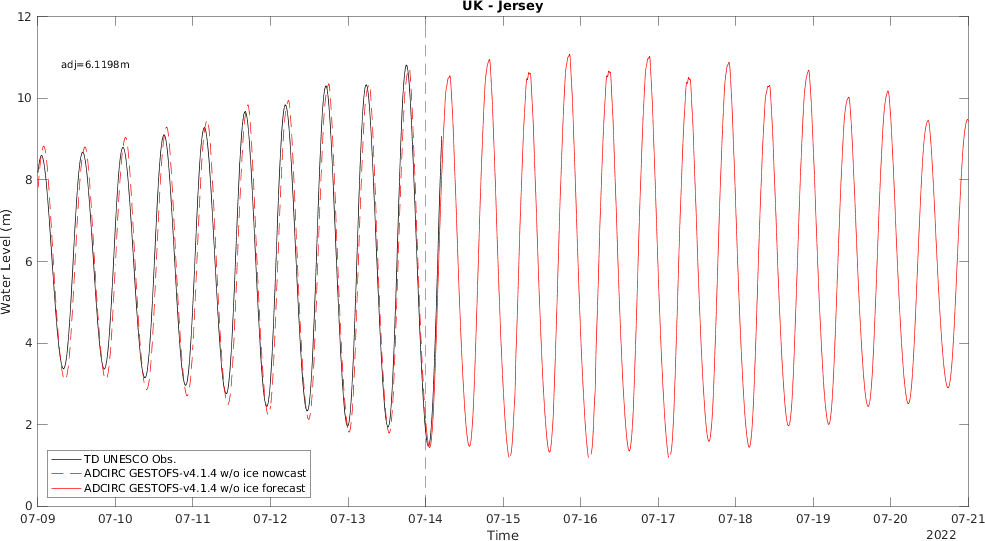 UK - Jersey
12
adj=6.1198m
10
8
6
4
2
0
Water Level (m)
TD UNESCO Obs.
ADCIRC GESTOFS-v4.1.4 w/o ice nowcast
ADCIRC GESTOFS-v4.1.4 w/o ice forecast
07-09 07-10 07-11 07-12 07-13 07-14 07-15 07-16 07-17 07-18 07-19 07-20 07-21
Time
2022